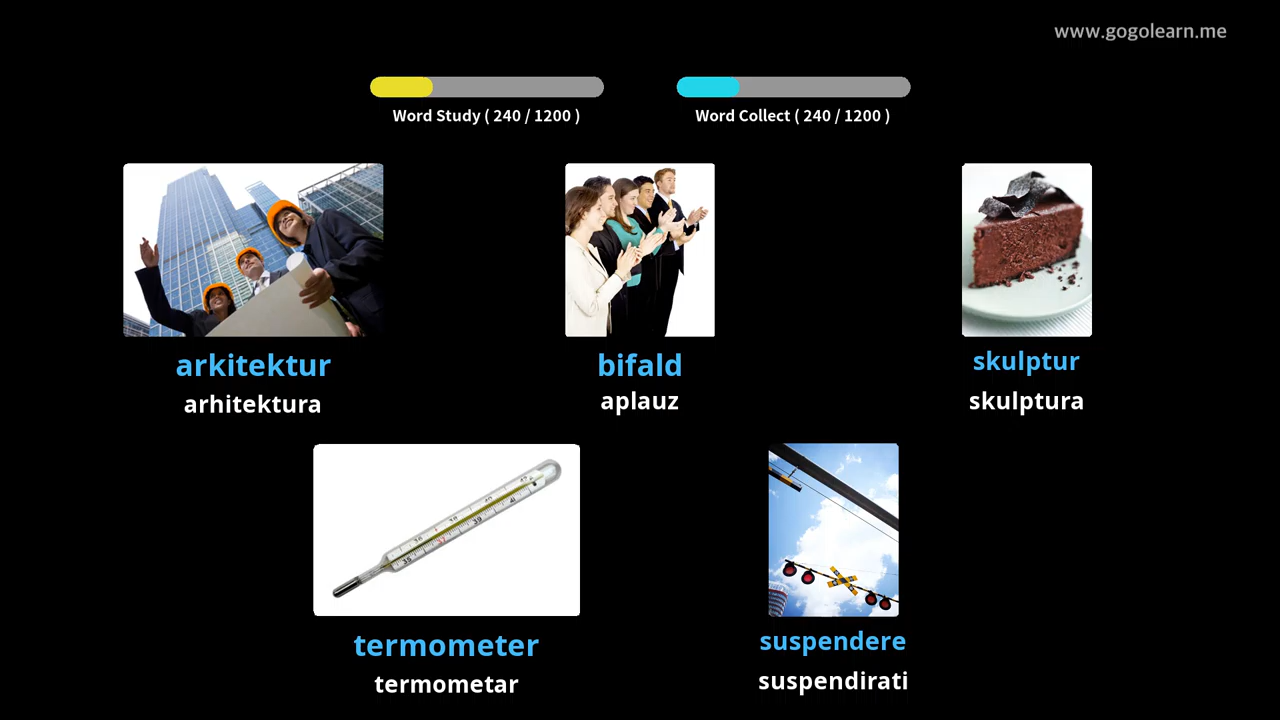 www.gogolearn.me
Word Study ( 240 / 1200 )
Word Collect ( 240 / 1200 )
arkitektur
arhitektura
bifald
aplauz
skulptur
skulptura
termometer
termometar
suspendere
suspendirati